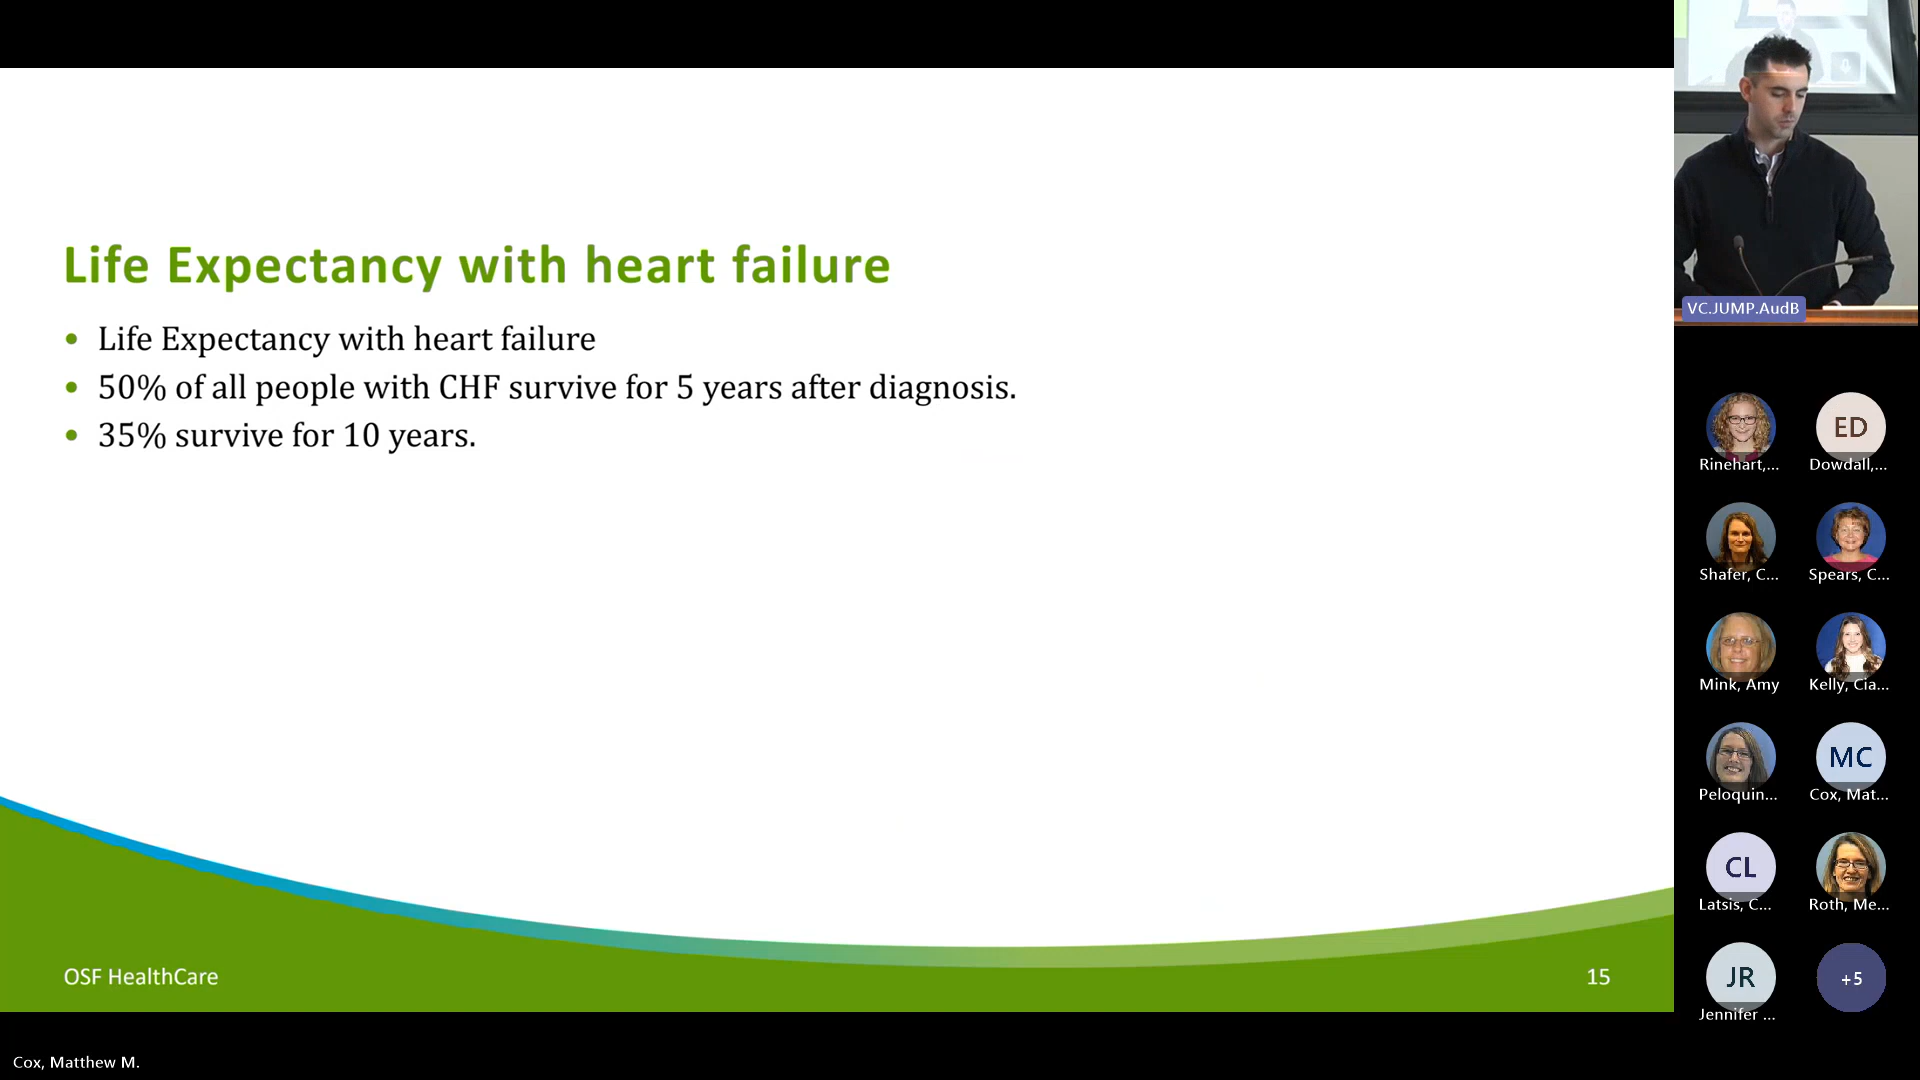 Life Expectancy with heart failure
• Life Expectancy with heart failure
• 50% of all people with CHF survive for 5 years after diagnosis.
• 35% survive for 10 years.
OSF HealthCare
15
Cox, Matthew M.
VC.JUMP.AudB
Rinehart,...
ED
Dowdall,...
Shafer, C...
Spears, C...
Mink, Amy
Kelly, Cia...
Peloquin...
MC
Cox, Mat...
CL
Latsis, C...
Roth, Me...
JR
Jennifer ...
+5